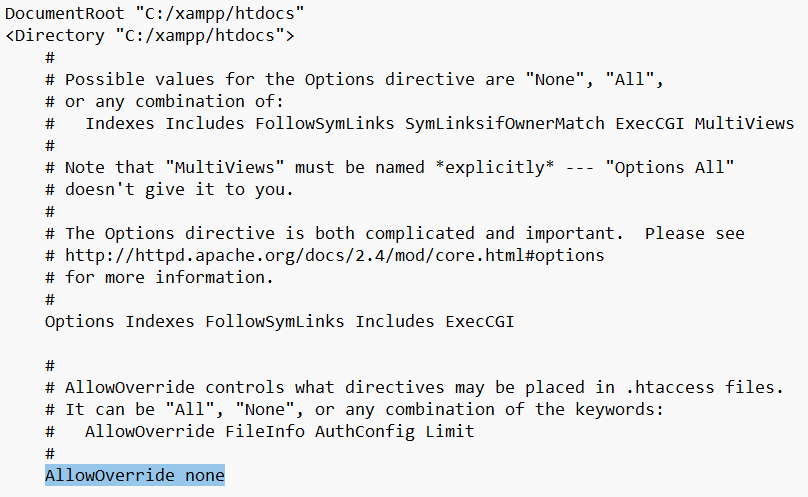 DocumentRoot "C:/xampp/htdocs"
<Directory "C:/xampp/htdocs">
#
# Possible values for the Options directive are "None", "All",
# or any combination of:
#   Indexes Includes FollowSymLinks SymLinksifOwnerMatch ExecCGI MultiViews
#
# Note that "MultiViews" must be named *explicitly* --- "Options All"
# doesn't give it to you.
#
# The Options directive is both complicated and important.  Please see
# http://httpd.apache.org/docs/2.4/mod/core.html#options
# for more information.
#
Options Indexes FollowSymLinks Includes ExecCGI
#
# AllowOverride controls what directives may be placed in .htaccess files.
# It can be "All", "None", or any combination of the keywords:
#   AllowOverride FileInfo AuthConfig Limit
#
AllowOverride none